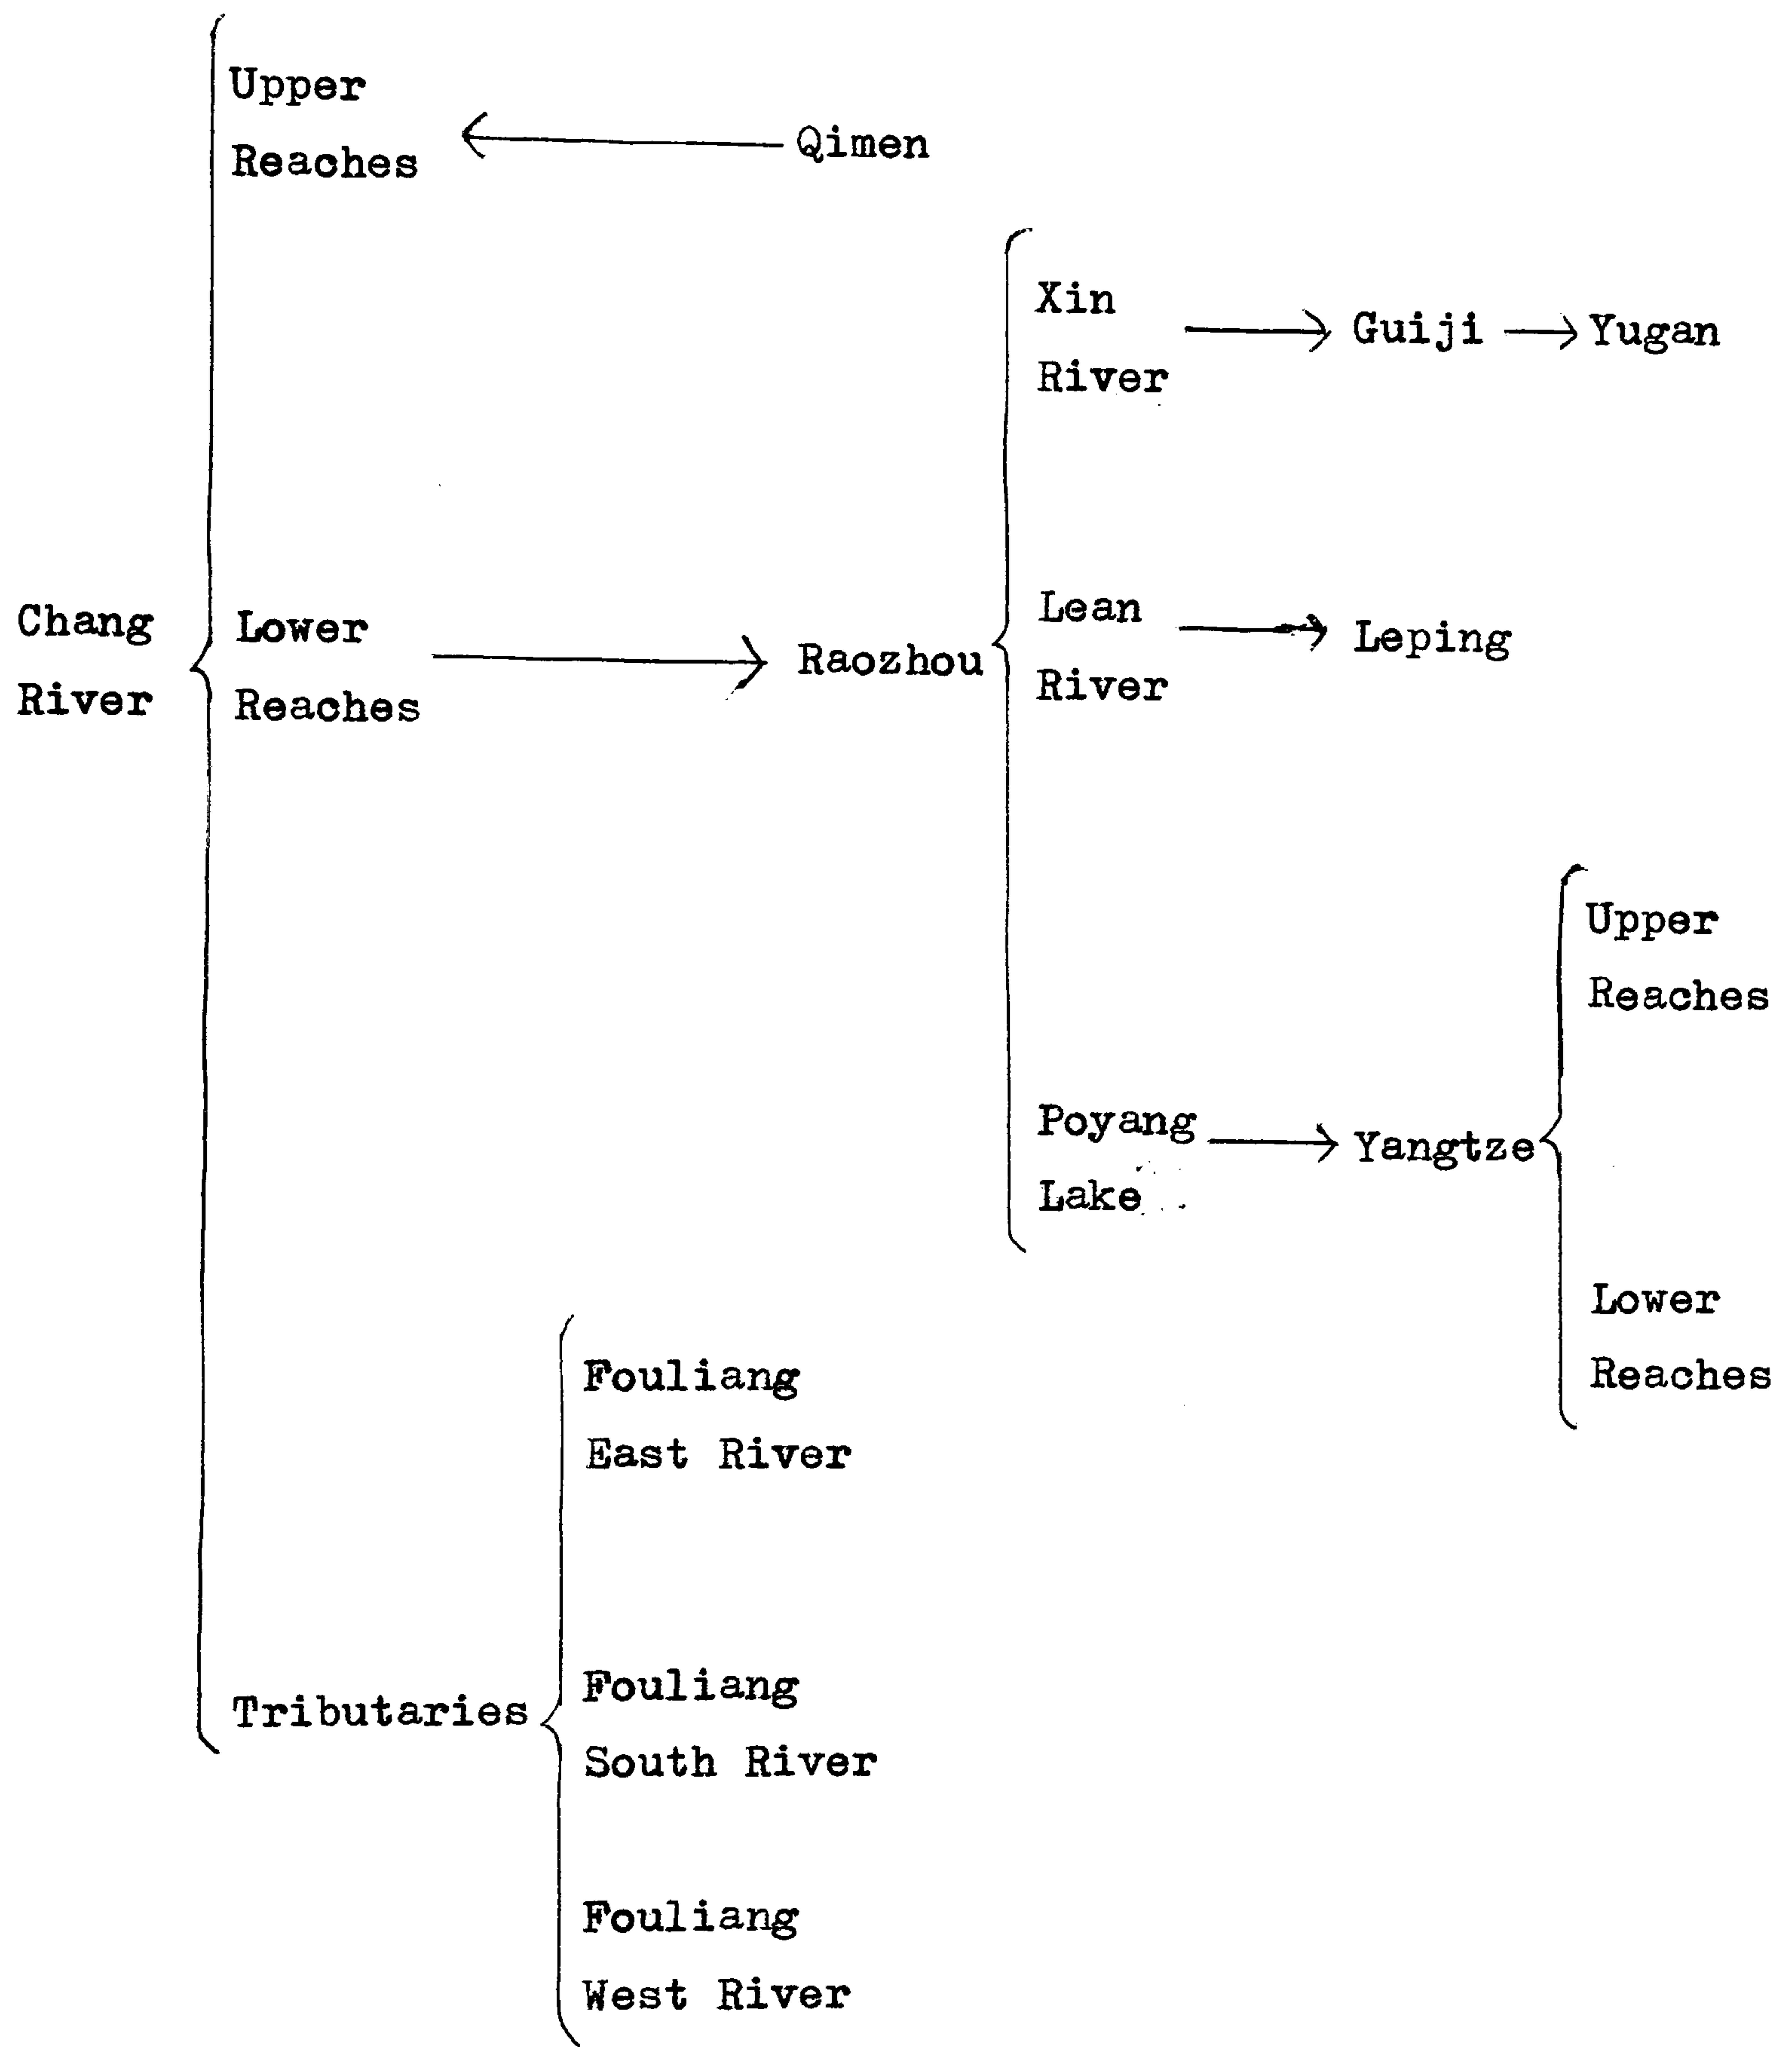 Upper
Reaches
Qimen
Xin
River
Guiji
Yugan
Chang
River
Lower
Reaches
Raozhou
Lean
River
Leping
Poyang
Lake
Yangtze
Upper
Reaches
Lower
Reaches
Tributaries
Fouliang
East River
Fouliang
South River
Fouliang
West River